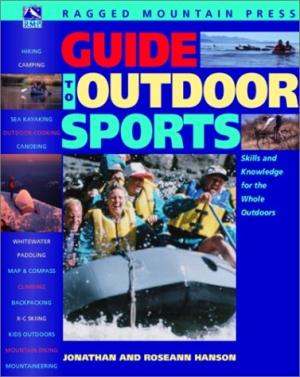 RAGGED MOUNTAIN PRESS
GUIDE
TO OUTDOOR
SPORTS
HIKING
CAMPING
SEA KAYAKING
OUTDOOR COOKING
CANOEING
Skills and
Knowledge
for the
Whole
Outdoors
WHITEWATER
PADDLING
MAP & COMPASS
CLIMBING
BACKPACKING
X-C SKIING
KIDS OUTDOORS
MOUNTAIN BIKING
MOUNTAINEERING
JONATHAN AND ROSEANN HANSON